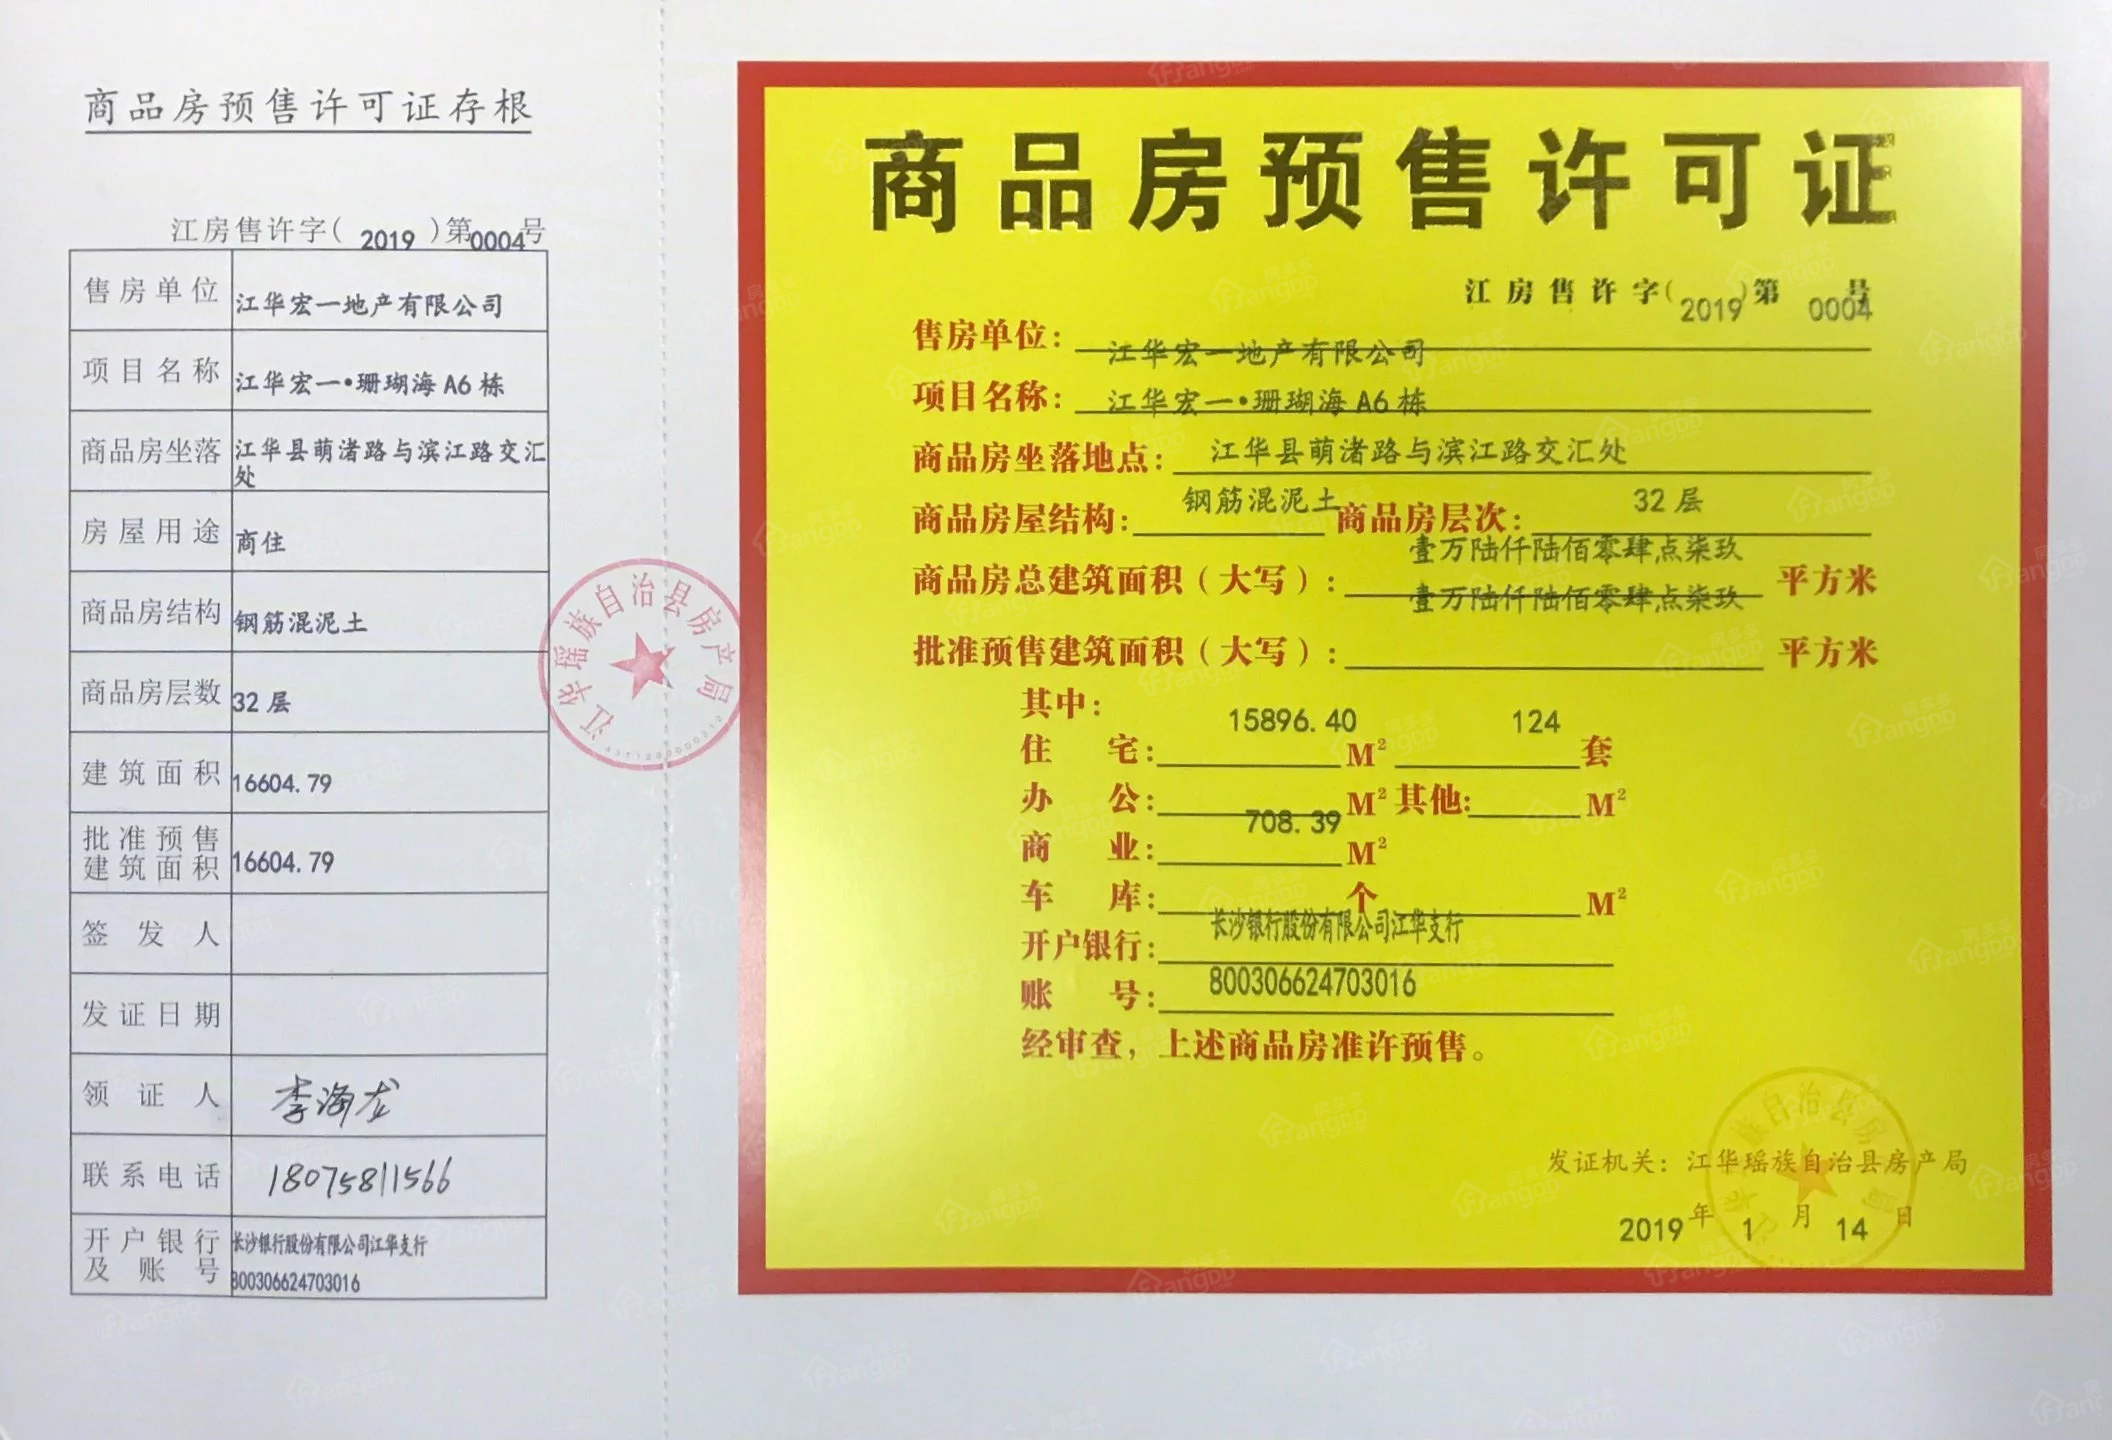 商品房预售许可证存根
江房售许字(2019)第0004号
售房单位 江华宏一地产有限公司
项目名称 江华宏一•珊瑚海A6栋
商品房坐落 江华县萌渚路与滨江路交汇
处
房屋用途 商住
商品房结构 钢筋混泥土
商品房层数 32层
建筑面积 16604.79
批准预售
建筑面积 16604.79
签发人
发证日期
领证人 李海龙
联系电话 18075811566
开户银行 长沙银行股份有限公司江华支行
及账号 800306624703016
江华瑶族自治县房产局
商品房预售许可证
江房售许字(2019)第0004号
售房单位：江华宏一地产有限公司
项目名称：江华宏一•珊瑚海A6栋
商品房坐落地点：江华县萌渚路与滨江路交汇处
商品房屋结构：钢筋混泥土 商品房层次：32层
壹万陆仟陆佰零肆点柒玖
商品房总建筑面积（大写）：壹万陆仟陆佰零肆点柒玖 平方米
批准预售建筑面积（大写）： 平方米
其中：
住宅：15896.40 M² 124 套
办公： M² 其他： M²
商业：708.39 M²
车库： 个 M²
开户银行：长沙银行股份有限公司江华支行
账号：800306624703016
经审查，上述商品房准许预售。
发证机关：江华瑶族自治县房产局
2019年1月14日